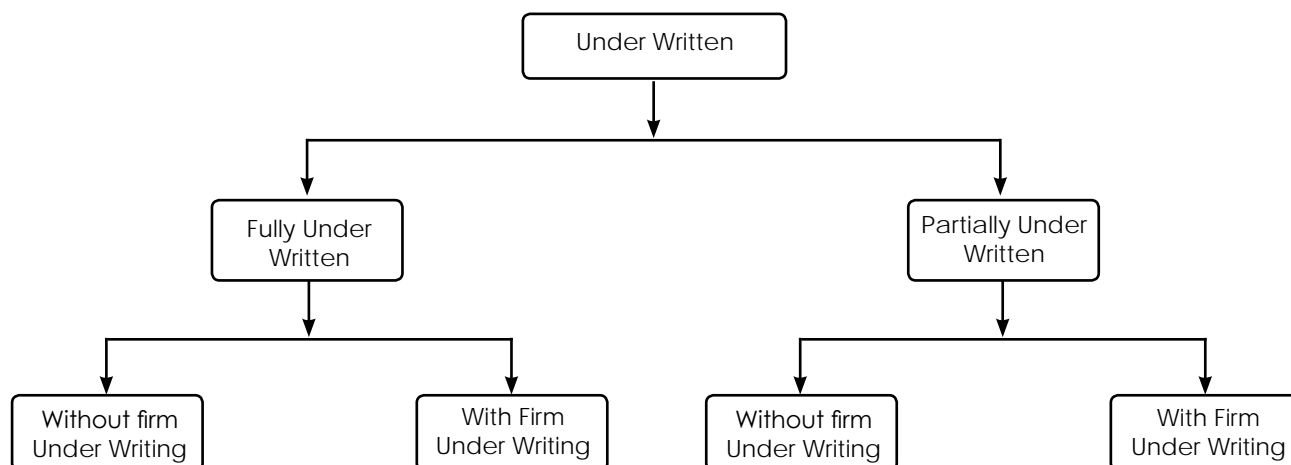 Under Written
Fully Under
Written
Partially Under
Written
Without firm
Under Writing
With Firm
Under Writing
Without firm
Under Writing
With Firm
Under Writing